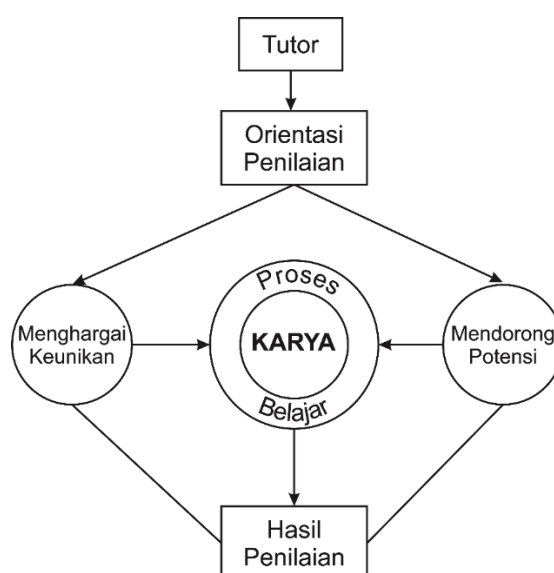 Tutor
Orientasi
Penilaian
Menghargai
Keunikan
Proses
KARYA
Belajar
Mendorong
Potensi
Hasil
Penilaian